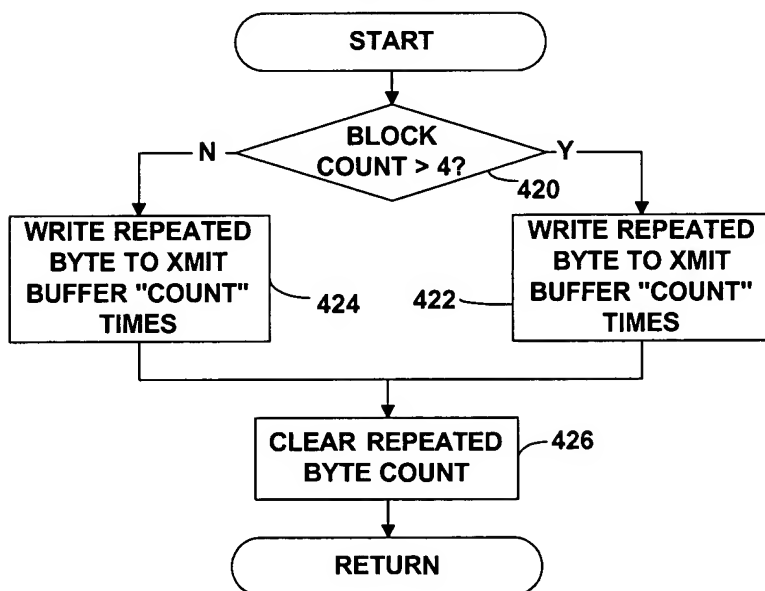 START
BLOCK
COUNT > 4?
N
Y
420
WRITE REPEATED
BYTE TO XMIT
BUFFER "COUNT"
TIMES
424
422
WRITE REPEATED
BYTE TO XMIT
BUFFER "COUNT"
TIMES
CLEAR REPEATED
BYTE COUNT
426
RETURN